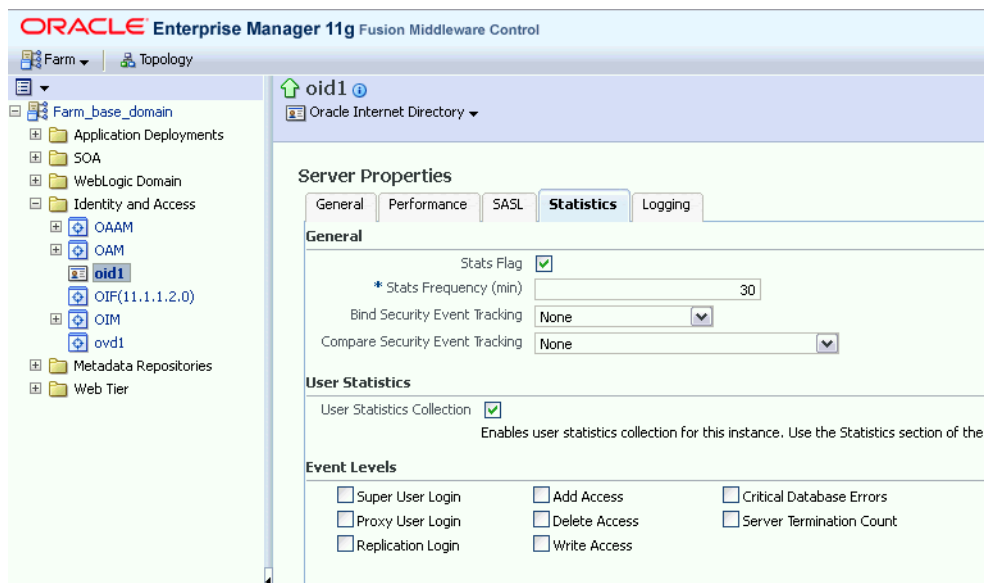 ORACLE Enterprise Manager 11g Fusion Middleware Control
Farm Topology
Farm_base_domain
Application Deployments
SOA
WebLogic Domain
Identity and Access
OAAM
OAM
oid1
OIF(11.1.1.2.0)
OIM
ovd1
Metadata Repositories
Web Tier
oid1
Oracle Internet Directory
Server Properties
General Performance SASL Statistics Logging
General
Stats Flag
* Stats Frequency (min) 30
Bind Security Event Tracking None
Compare Security Event Tracking None
User Statistics
User Statistics Collection
Enables user statistics collection for this instance. Use the Statistics section of the
Event Levels
Super User Login Add Access Critical Database Errors
Proxy User Login Delete Access Server Termination Count
Replication Login Write Access